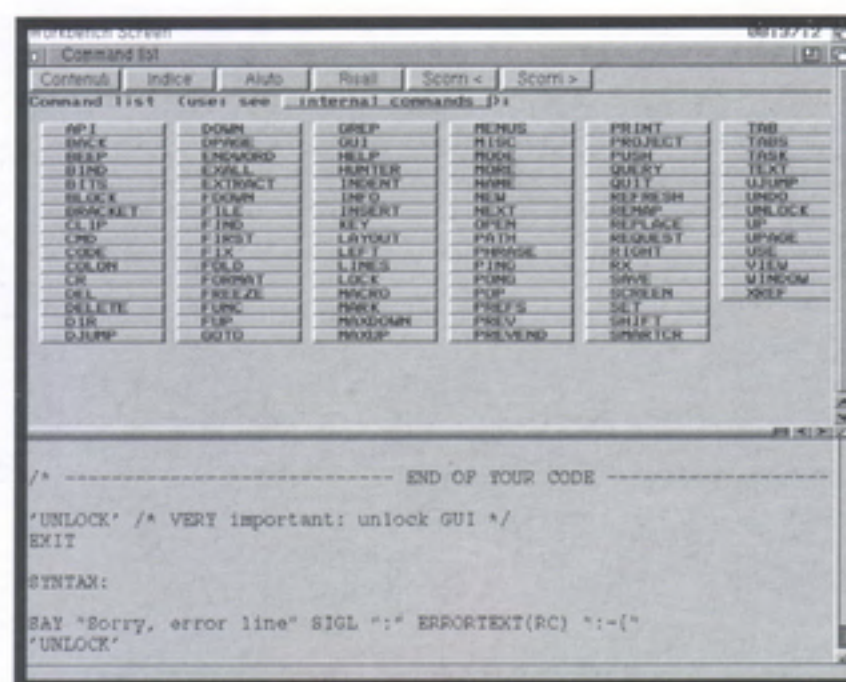 Workbench Screen
Command list
Contenuti Indice Aiuto Risali Scorri < Scorri >
Command list (use: see internal commands ):
API DOWN GREP MENUS PRINT TAB
BACK DPAGE GUI MISC PROJECT TABS
BEEP ENDWORD HELP MODE PUSH TASK
BIND EXALL HUNTER MORE QUERY TEXT
BITS EXTRACT INDENT NAME QUIT UJUMP
BLOCK FDOWN INFO NEW REFRESH UNDO
BRACKET FILE INSERT NEXT REMAP UNLOCK
CLIP FIND KEY OPEN REPLACE UP
CMD FIRST LAYOUT PATH REQUEST UPAGE
CODE FIX LEFT PHRASE RIGHT USE
COLON FOLD LINES PING RX VIEW
CR FORMAT LOCK PONG SAVE WINDOW
DEL FREEZE MACRO POP SCREEN XREF
DELETE FUNC MARK PREFS SET
DIR FUP MAXDOWN PREV SHIFT
DJUMP GOTO MAXUP PREVEND SMARTCR
/* ----------------------------- END OF YOUR CODE --------------------
'UNLOCK' /* VERY important: unlock GUI */
EXIT
SYNTAX:
SAY "Sorry, error line" SIGL ":" ERRORTEXT(RC) ":-("
'UNLOCK'